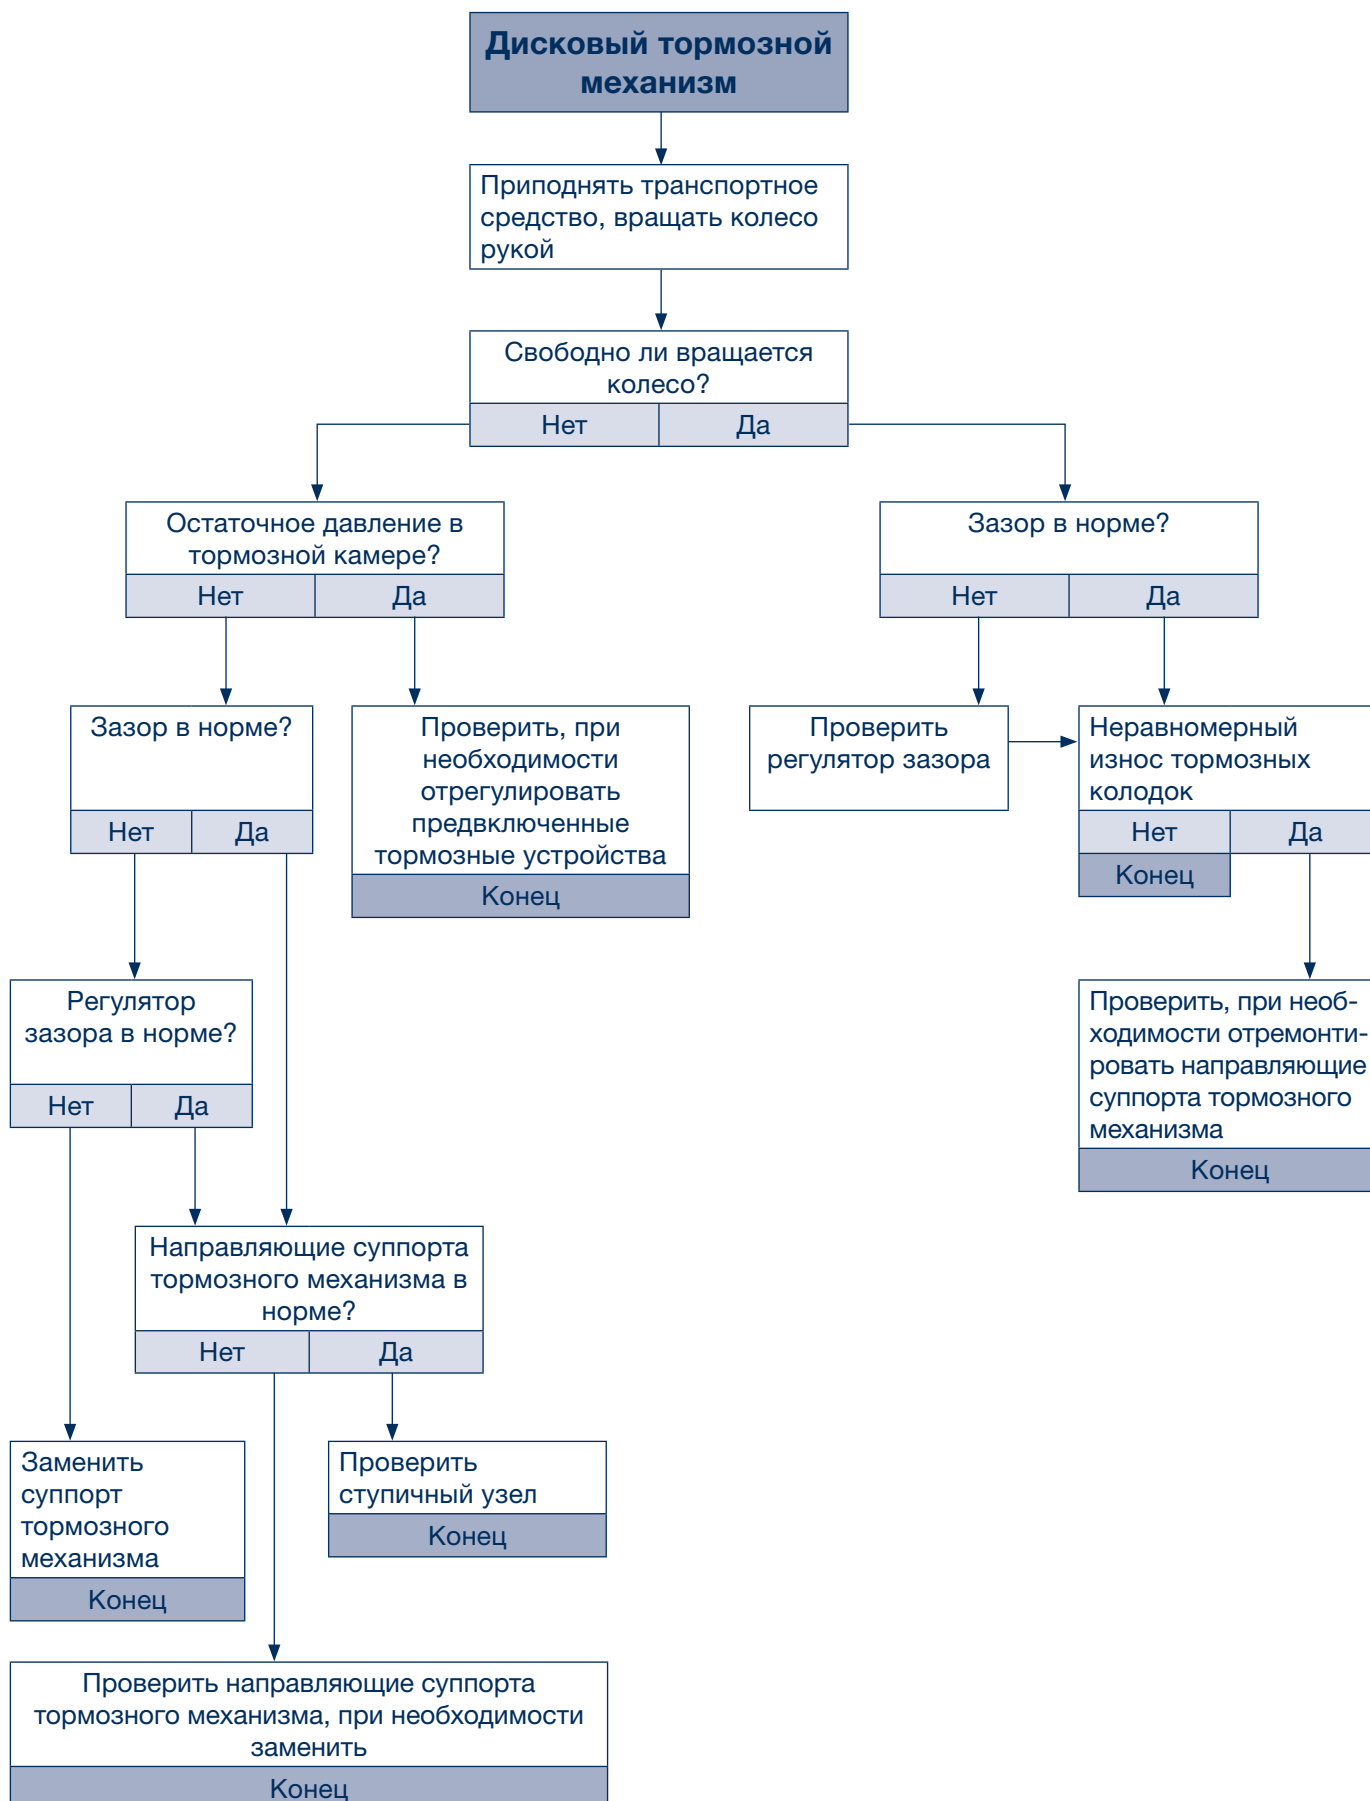 Дисковый тормозной
механизм
Приподнять транспортное
средство, вращать колесо
рукой
Свободно ли вращается
колесо?
Нет
Да
Остаточное давление в
тормозной камере?
Нет
Да
Зазор в норме?
Нет
Да
Зазор в норме?
Нет
Да
Проверить, при
необходимости
отрегулировать
предвключенные
тормозные устройства
Конец
Проверить
регулятор зазора
Неравномерный
износ тормозных
колодок
Нет
Да
Конец
Регулятор
зазора в норме?
Нет
Да
Проверить, при необ-
ходимости отремонти-
ровать направляющие
суппорта тормозного
механизма
Конец
Направляющие суппорта
тормозного механизма в
норме?
Нет
Да
Заменить
суппорт
тормозного
механизма
Конец
Проверить
ступичный узел
Конец
Проверить направляющие суппорта
тормозного механизма, при необходимости
заменить
Конец